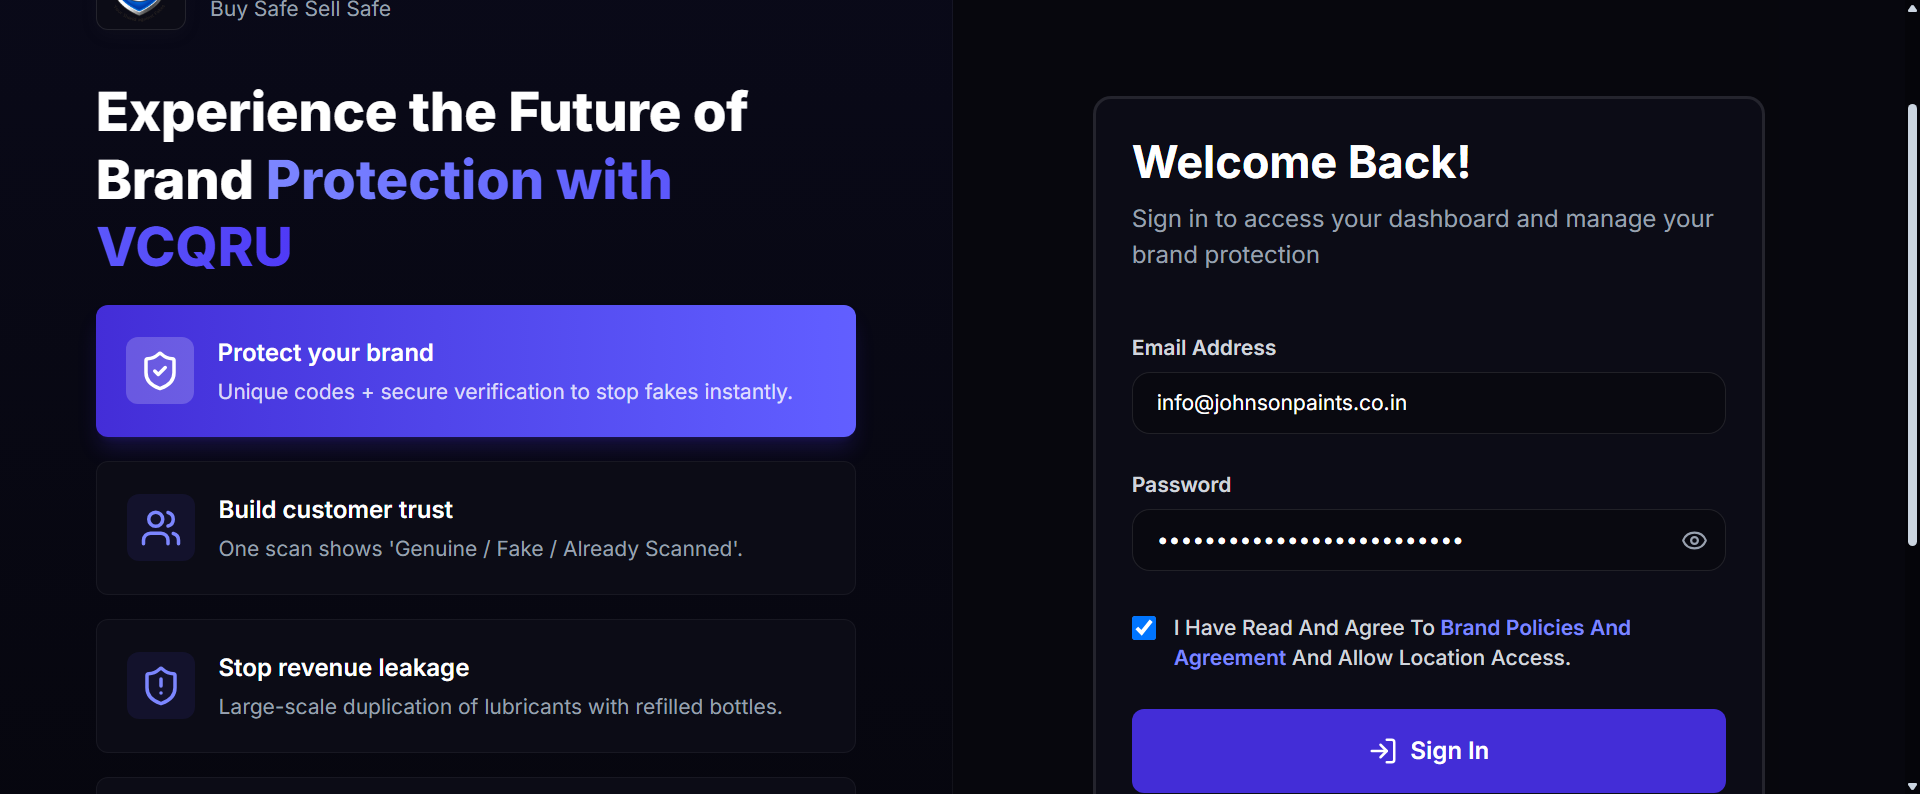 Buy Safe Sell Safe
Experience the Future of
Brand Protection with
VCQRU
Protect your brand
Unique codes + secure verification to stop fakes instantly.
Build customer trust
One scan shows 'Genuine / Fake / Already Scanned'.
Stop revenue leakage
Large-scale duplication of lubricants with refilled bottles.
Welcome Back!
Sign in to access your dashboard and manage your
brand protection
Email Address
info@johnsonpaints.co.in
Password
••••••••••••••••••••••••••
I Have Read And Agree To Brand Policies And
Agreement And Allow Location Access.
Sign In